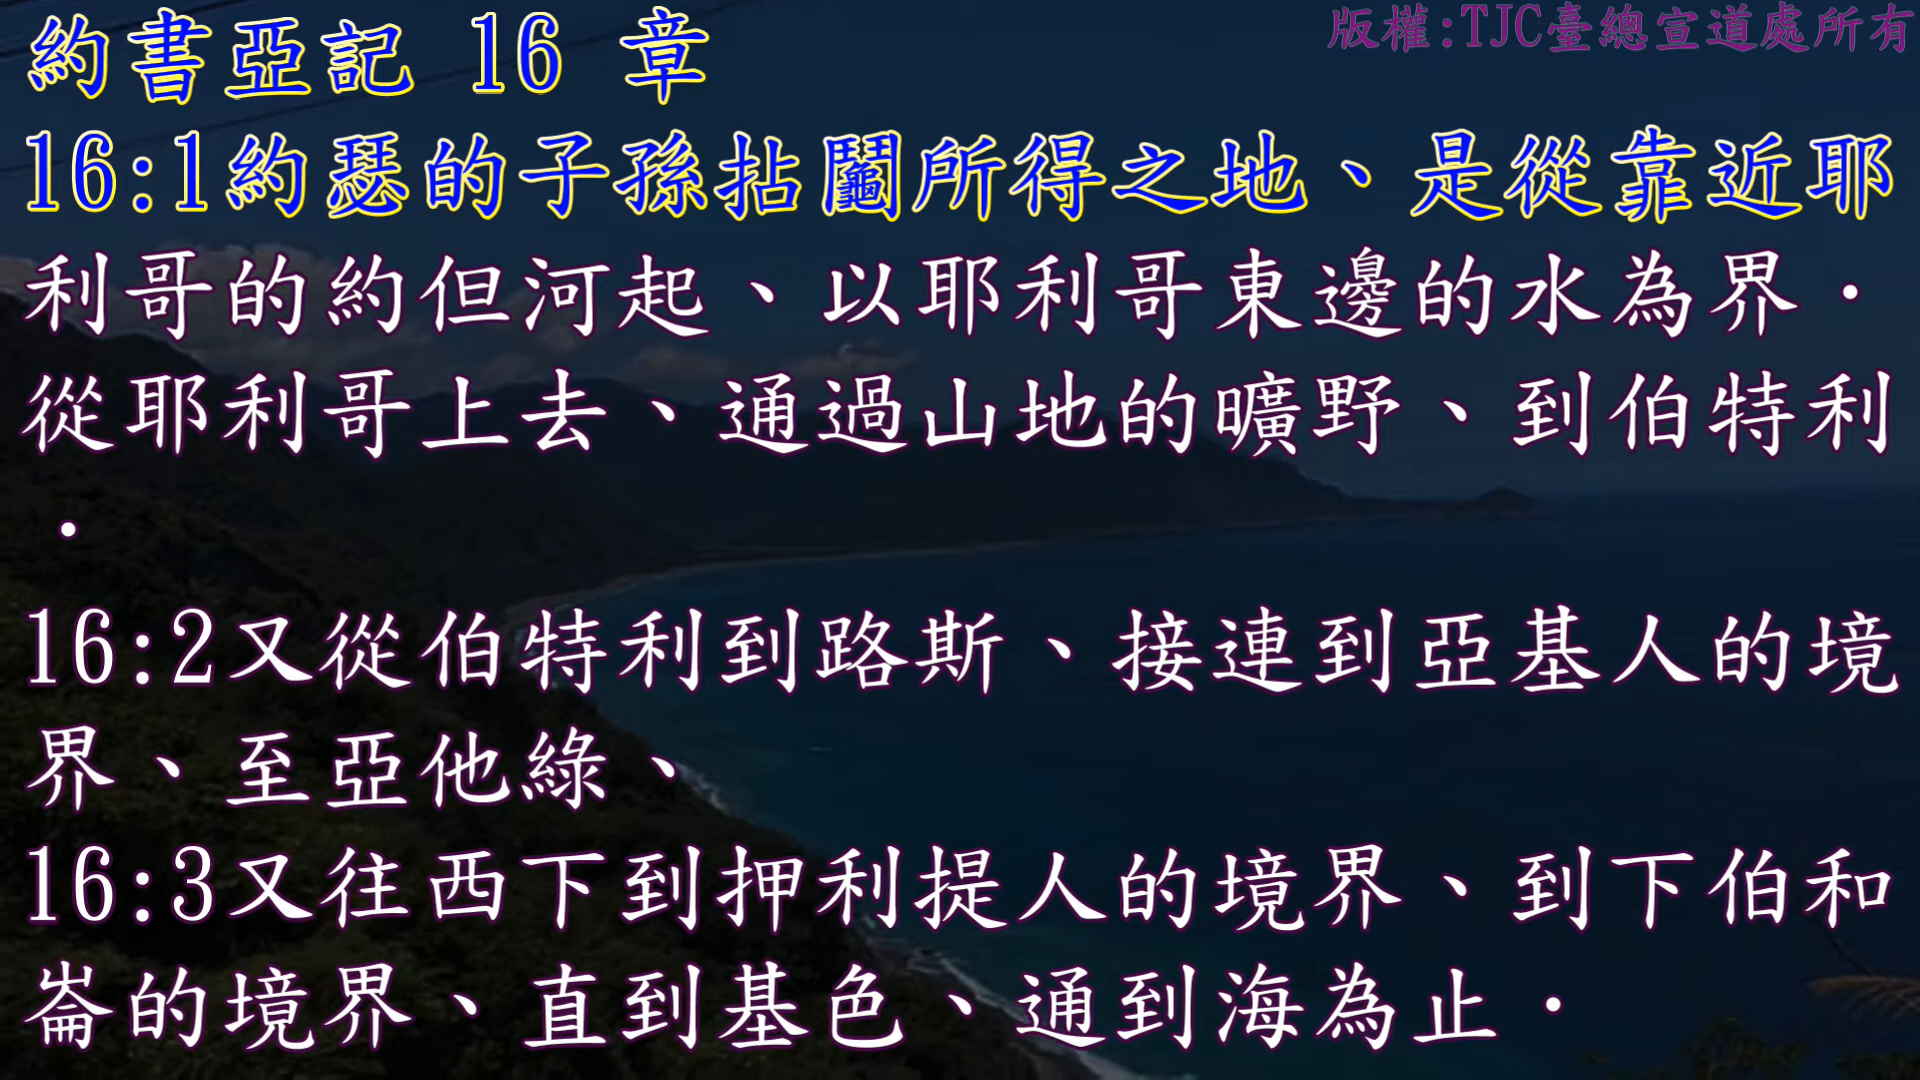 版權:TJC臺總宣道處所有
約書亞記 16 章
16:1約瑟的子孫拈鬮所得之地、是從靠近耶
利哥的約但河起、以耶利哥東邊的水為界．
從耶利哥上去、通過山地的曠野、到伯特利
．
16:2又從伯特利到路斯、接連到亞基人的境
界、至亞他綠、
16:3又往西下到押利提人的境界、到下伯和
崙的境界、直到基色、通到海為止．